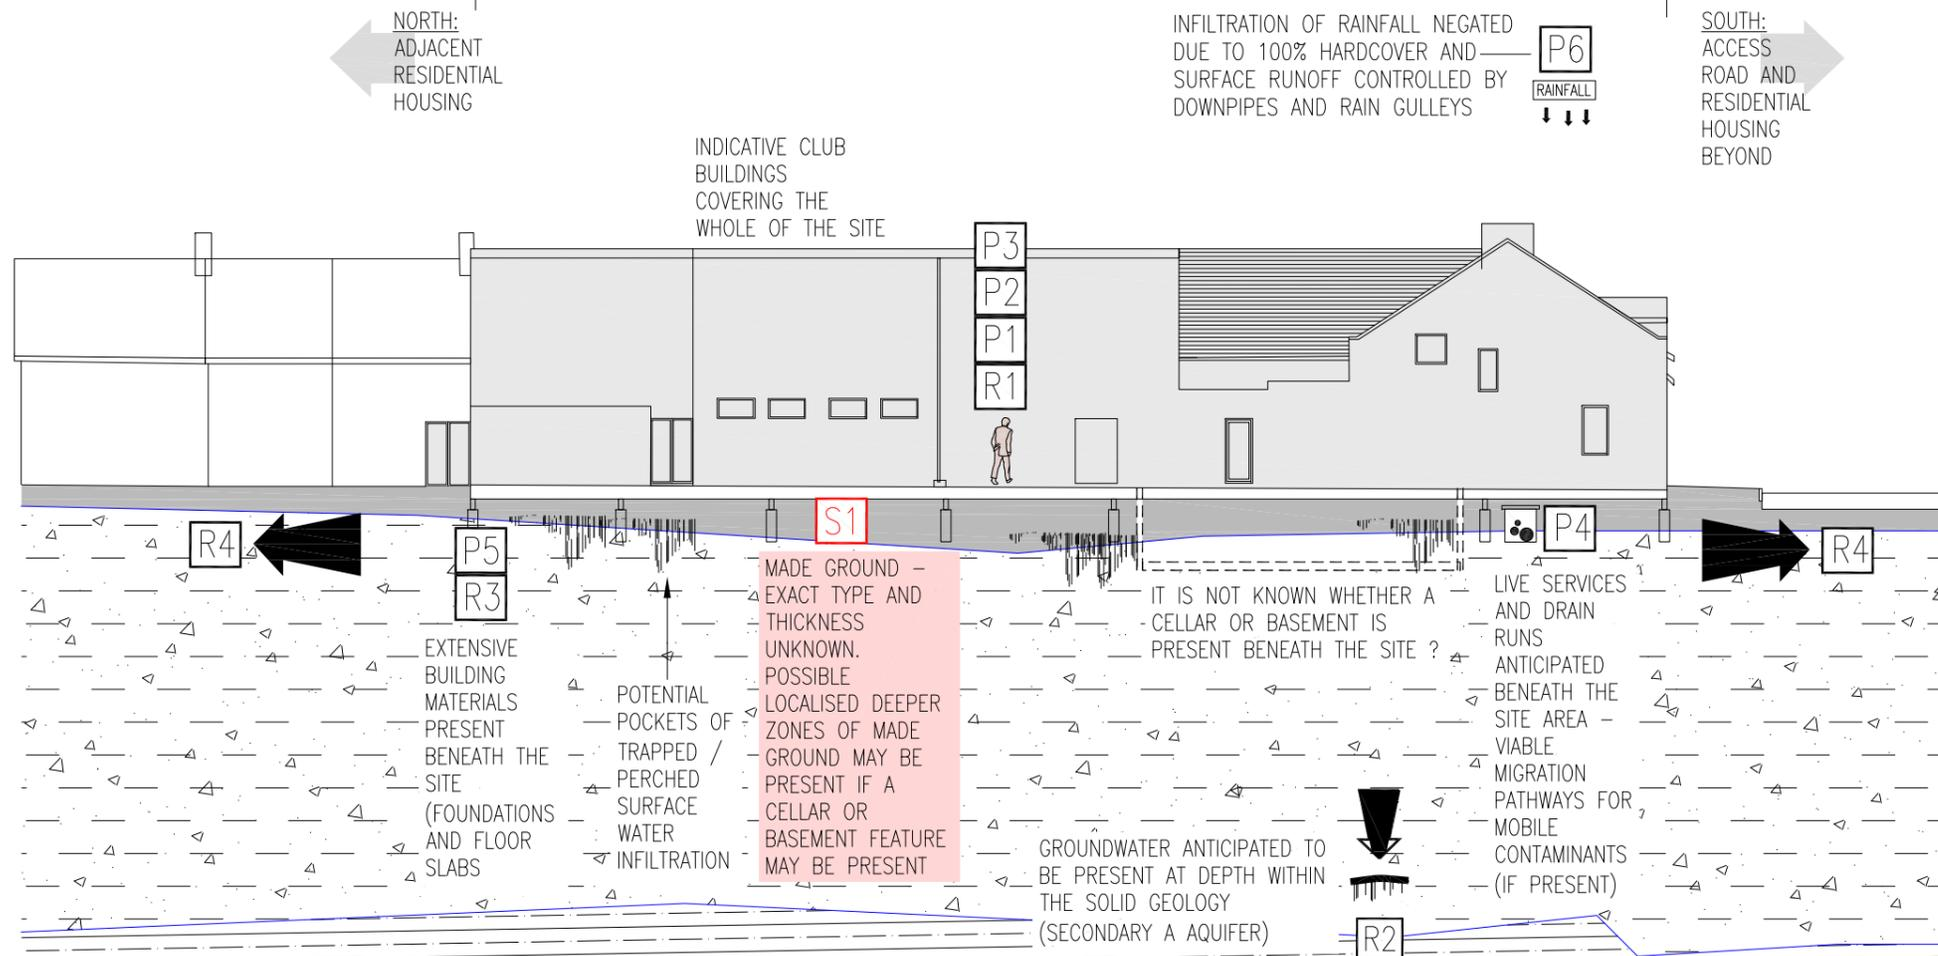 NORTH:
ADJACENT
RESIDENTIAL
HOUSING
INFILTRATION OF RAINFALL NEGATED
DUE TO 100% HARDCOVER AND
SURFACE RUNOFF CONTROLLED BY
DOWNPIPES AND RAIN GULLEYS
P6
RAINFALL
SOUTH:
ACCESS
ROAD AND
RESIDENTIAL
HOUSING
BEYOND
INDICATIVE CLUB
BUILDINGS
COVERING THE
WHOLE OF THE SITE
P3
P2
P1
R1
R4
P5
R3
S1
P4
R4
EXTENSIVE
BUILDING
MATERIALS
PRESENT
BENEATH THE
SITE
(FOUNDATIONS
AND FLOOR
SLABS
POTENTIAL
POCKETS OF
TRAPPED /
PERCHED
SURFACE
WATER
INFILTRATION
MADE GROUND –
EXACT TYPE AND
THICKNESS
UNKNOWN.
POSSIBLE
LOCALISED DEEPER
ZONES OF MADE
GROUND MAY BE
PRESENT IF A
CELLAR OR
BASEMENT FEATURE
MAY BE PRESENT
IT IS NOT KNOWN WHETHER A
CELLAR OR BASEMENT IS
PRESENT BENEATH THE SITE ?
LIVE SERVICES
AND DRAIN
RUNS
ANTICIPATED
BENEATH THE
SITE AREA –
VIABLE
MIGRATION
PATHWAYS FOR
MOBILE
CONTAMINANTS
(IF PRESENT)
GROUNDWATER ANTICIPATED TO
BE PRESENT AT DEPTH WITHIN
THE SOLID GEOLOGY
(SECONDARY A AQUIFER)
R2